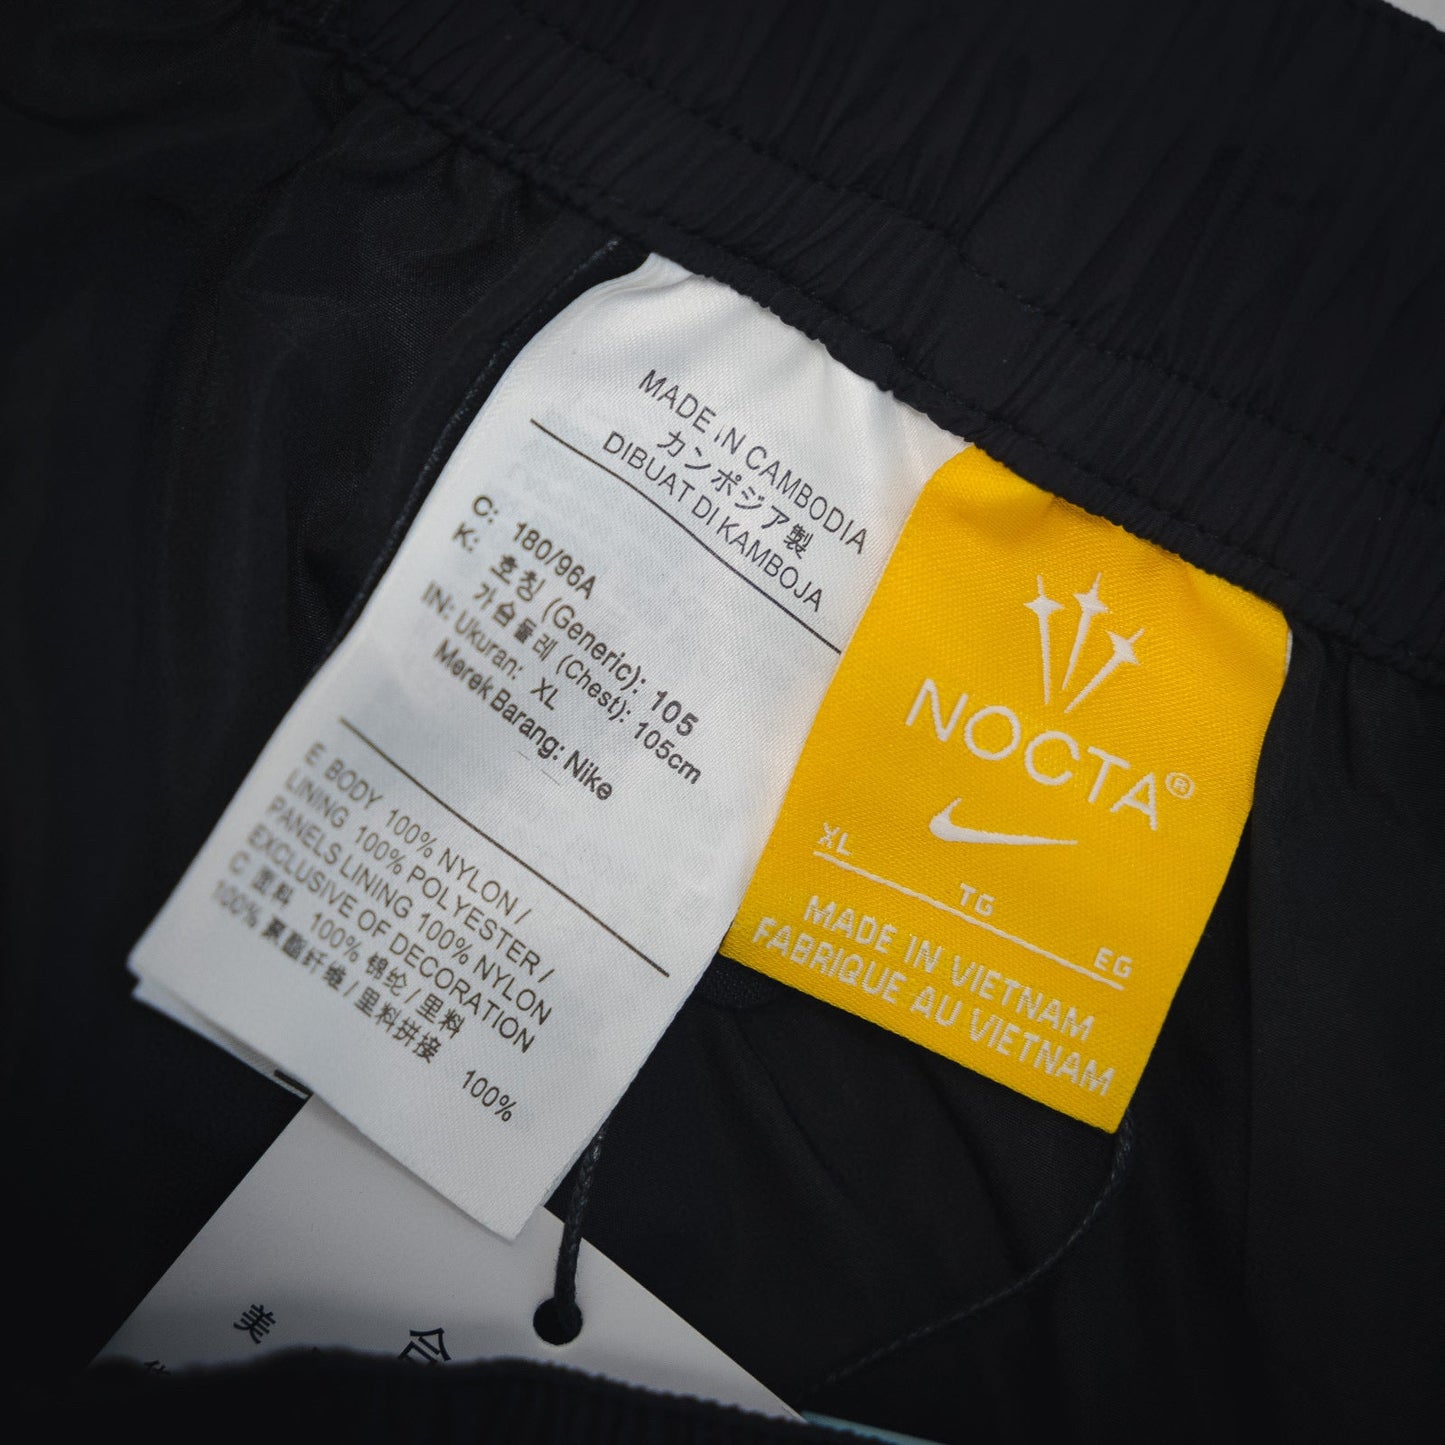 MADE IN CAMBODIA
カンボジア製
DIBUAT DI KAMBOJA
C: 180/96A
K: 호칭 (Generic): 105
가슴둘레 (Chest): 105cm
IN: Ukuran: XL
Merek Barang: Nike
E BODY 100% NYLON /
LINING 100% POLYESTER /
PANELS LINING 100% NYLON
EXCLUSIVE OF DECORATION
C 面料 100% 锦纶 / 里料
100% 聚酯纤维 / 里料拼接 100%
NOCTA®
XL
TG
EG
MADE IN VIETNAM
FABRIQUE AU VIETNAM
美
合